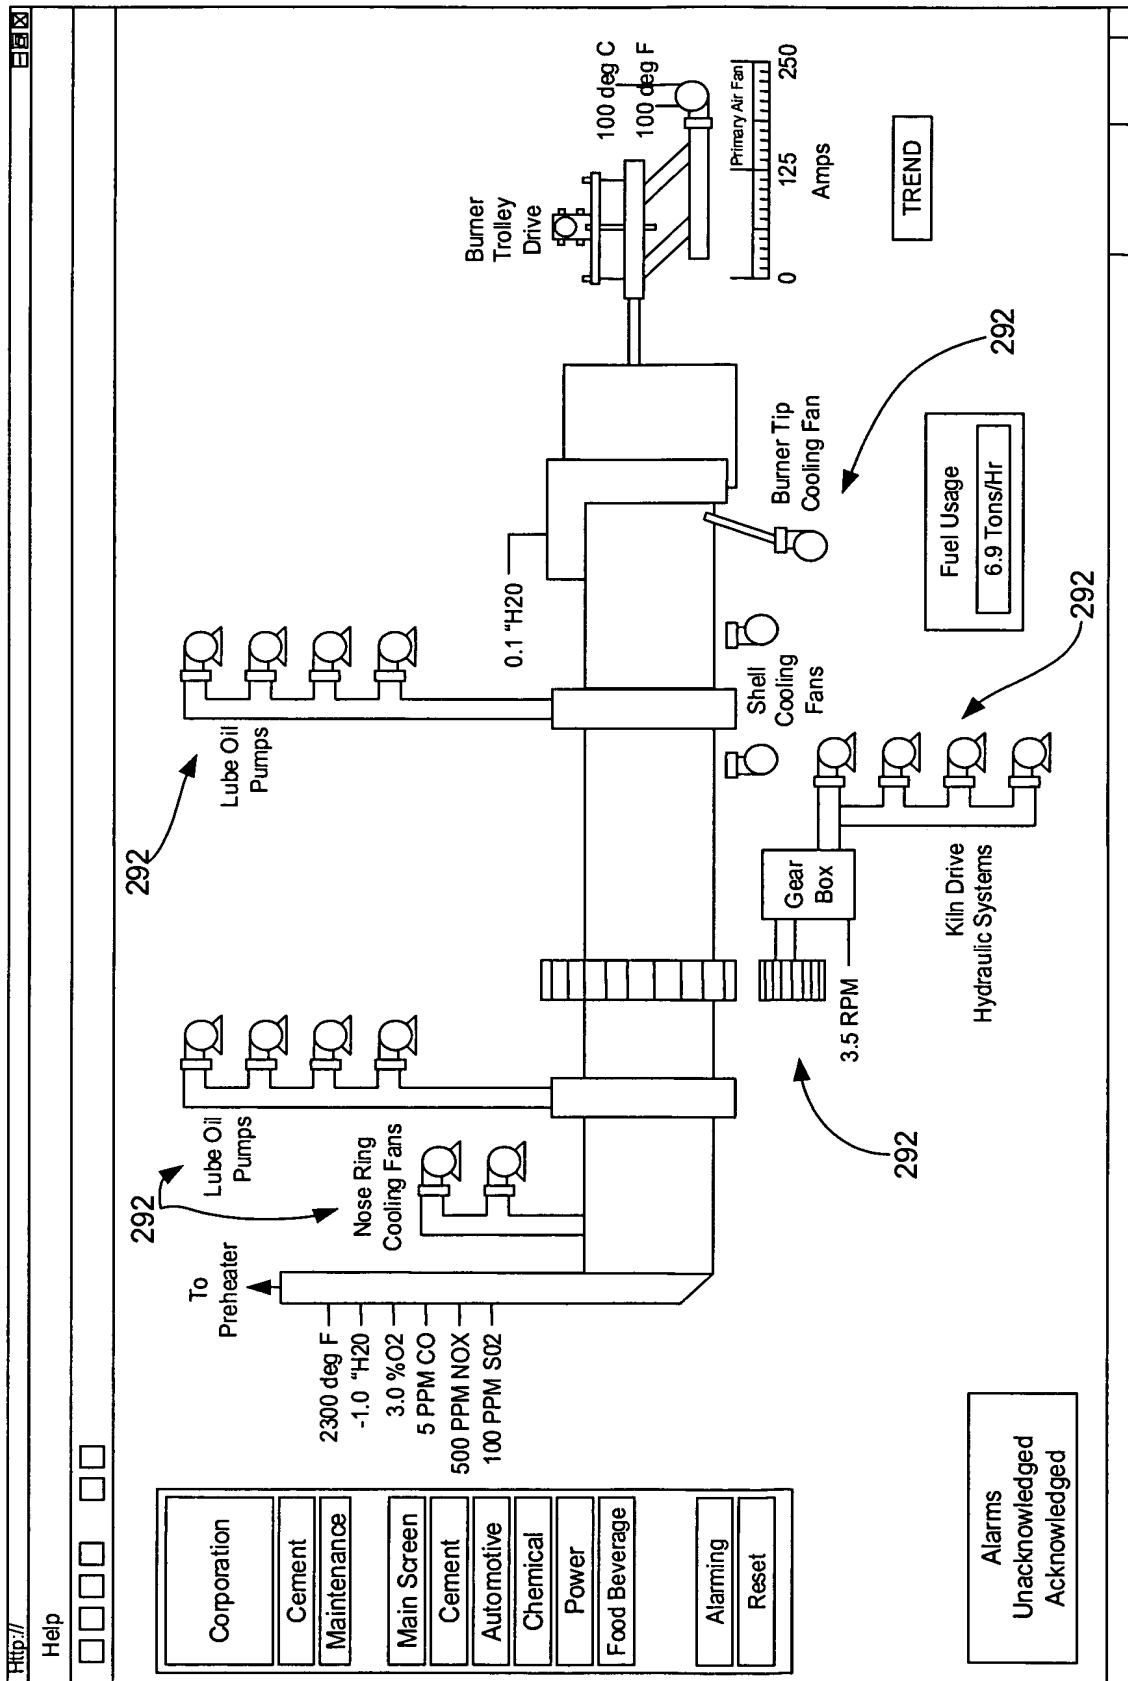 Http://
Help
Corporation
Cement
Maintenance
Main Screen
Cement
Automotive
Chemical
Power
Food Beverage
Alarming
Reset
292
292
To
Preheater
Lube Oil
Pumps
Lube Oil
Pumps
Nose Ring
Cooling Fans
2300 deg F
-1.0 "H20
3.0 %O2
5 PPM CO
500 PPM NOX
100 PPM S02
0.1 "H20
Burner
Trolley
Drive
100 deg C
100 deg F
Primary Air Fan
0
125
250
Amps
Shell
Cooling
Fans
Burner Tip
Cooling Fan
292
Gear
Box
3.5 RPM
292
Kiln Drive
Hydraulic Systems
292
Fuel Usage
6.9 Tons/Hr
TREND
Alarms
Unacknowledged
Acknowledged